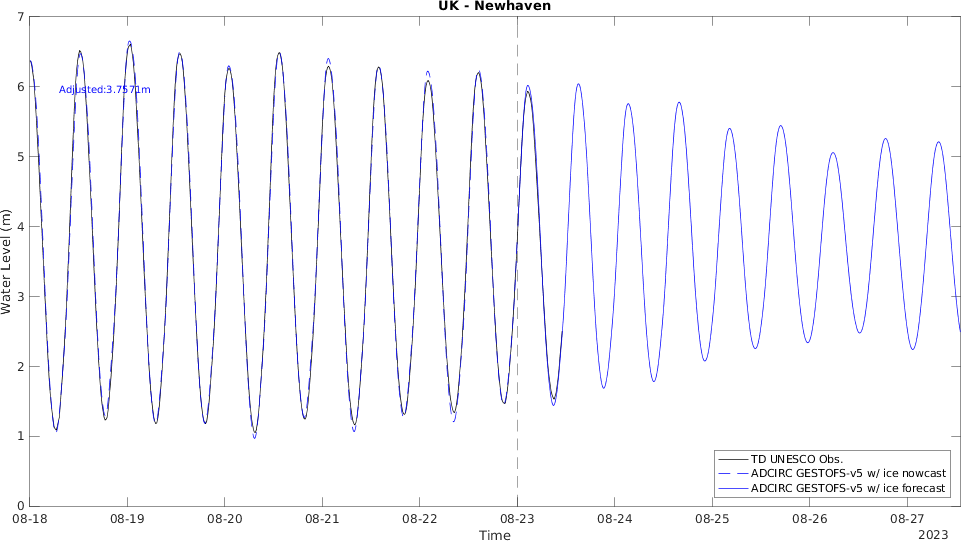 UK - Newhaven
Adjusted:3.7571m
Water Level (m)
7
6
5
4
3
2
1
0
TD UNESCO Obs.
ADCIRC GESTOFS-v5 w/ ice nowcast
ADCIRC GESTOFS-v5 w/ ice forecast
08-18 08-19 08-20 08-21 08-22 08-23 08-24 08-25 08-26 08-27
Time
2023